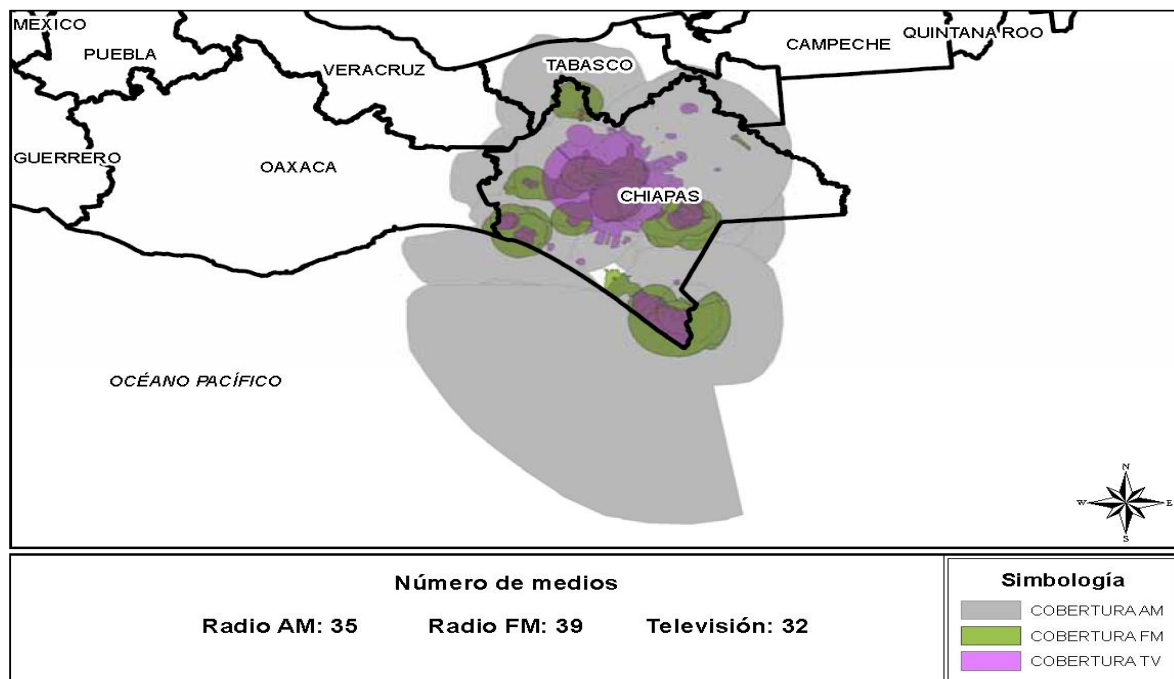 MEXICO
PUEBLA
VERACRUZ
TABASCO
CAMPECHE
QUINTANA ROO
GUERRERO
OAXACA
CHIAPAS
OCÉANO PACÍFICO
N
W E
S
Número de medios
Radio AM: 35 Radio FM: 39 Televisión: 32
Simbología
COBERTURA AM
COBERTURA FM
COBERTURA TV